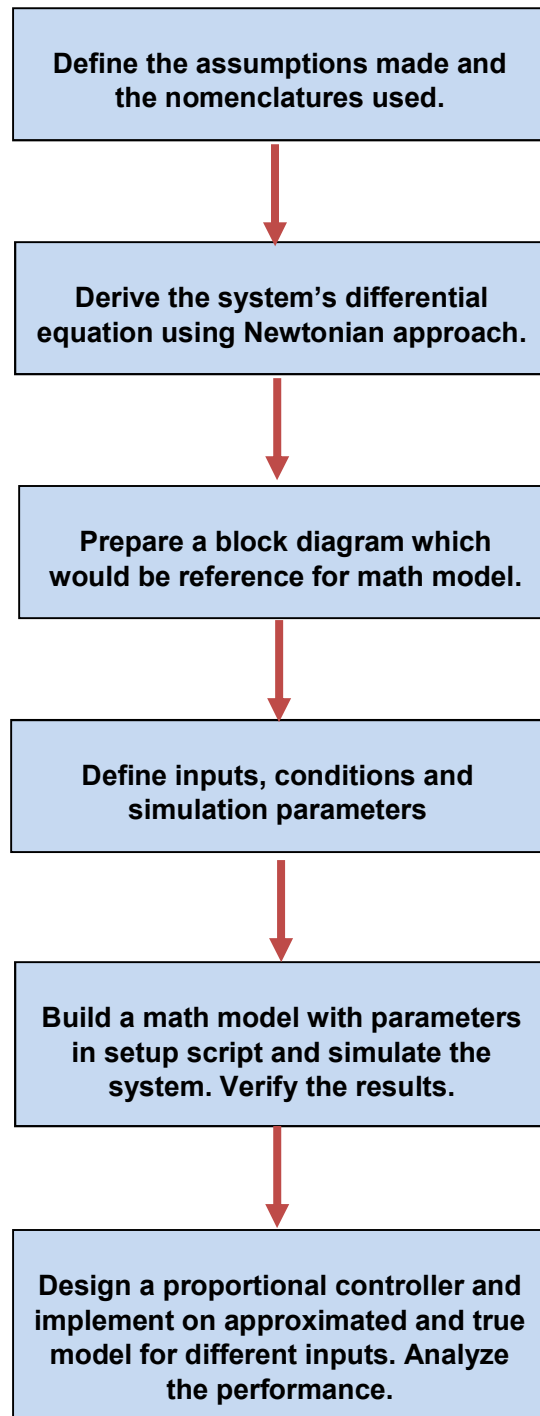 Define the assumptions made and
the nomenclatures used.
Derive the system's differential
equation using Newtonian approach.
Prepare a block diagram which
would be reference for math model.
Define inputs, conditions and
simulation parameters
Build a math model with parameters
in setup script and simulate the
system. Verify the results.
Design a proportional controller and
implement on approximated and true
model for different inputs. Analyze
the performance.